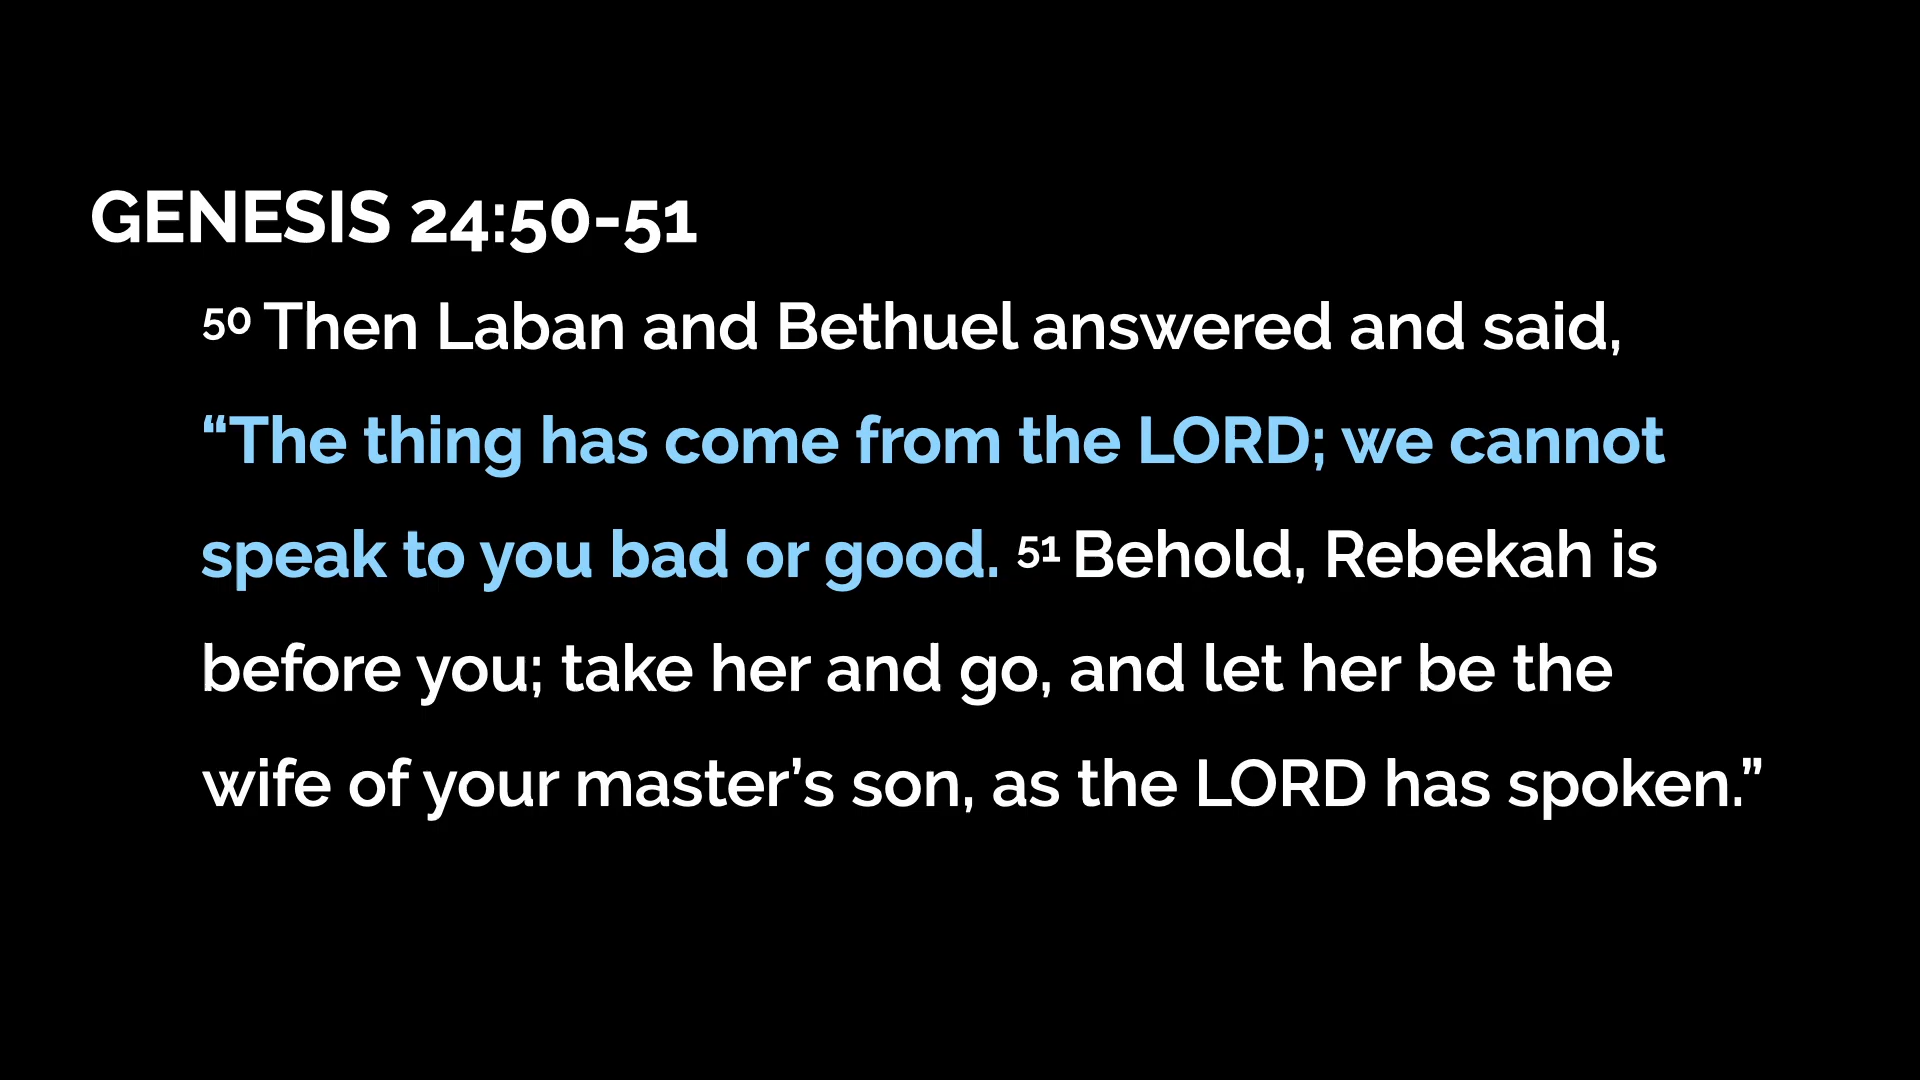 GENESIS 24:50-51
50 Then Laban and Bethuel answered and said,
“The thing has come from the LORD; we cannot
speak to you bad or good. 51 Behold, Rebekah is
before you; take her and go, and let her be the
wife of your master’s son, as the LORD has spoken.”